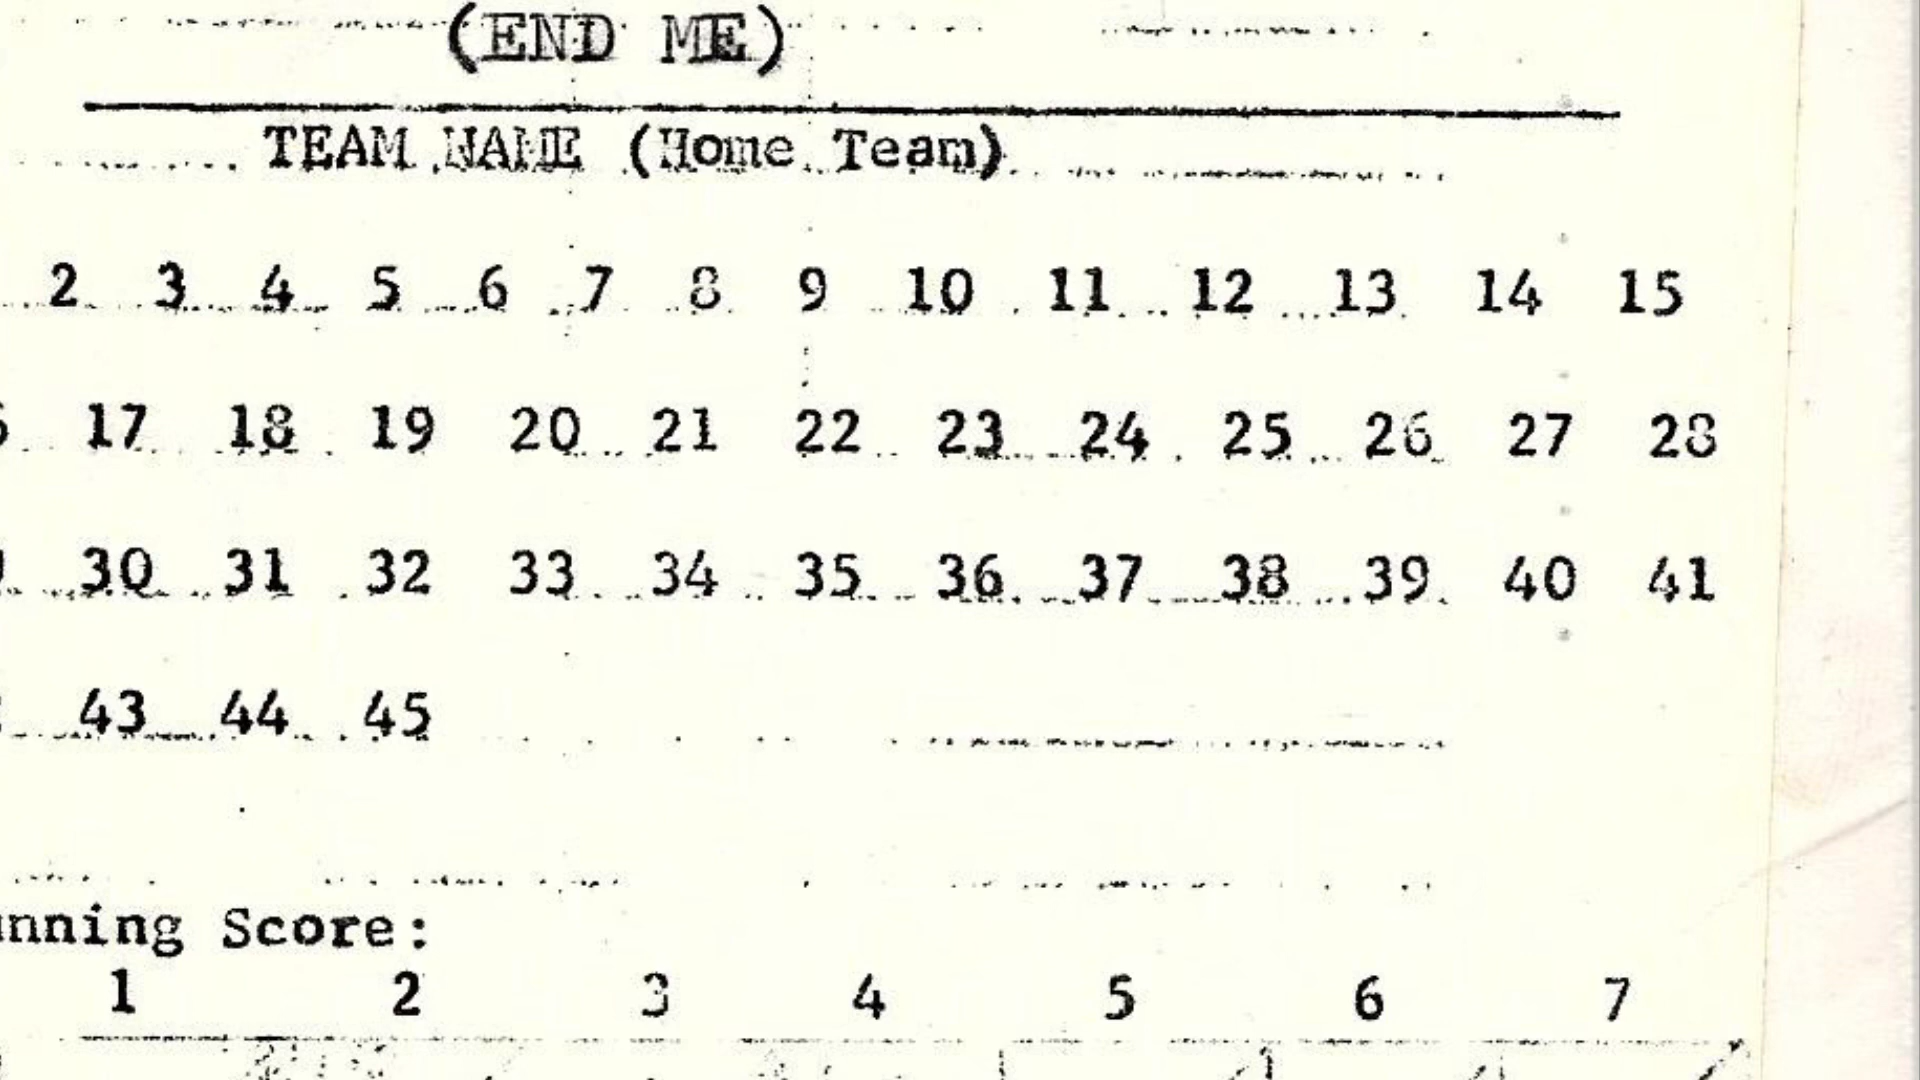 (END ME)
TEAM NAME (Home Team)
2 3 4 5 6 7 8 9 10 11 12 13 14 15
17 18 19 20 21 22 23 24 25 26 27 28
30 31 32 33 34 35 36 37 38 39 40 41
43 44 45
nning Score:
1 2 3 4 5 6 7